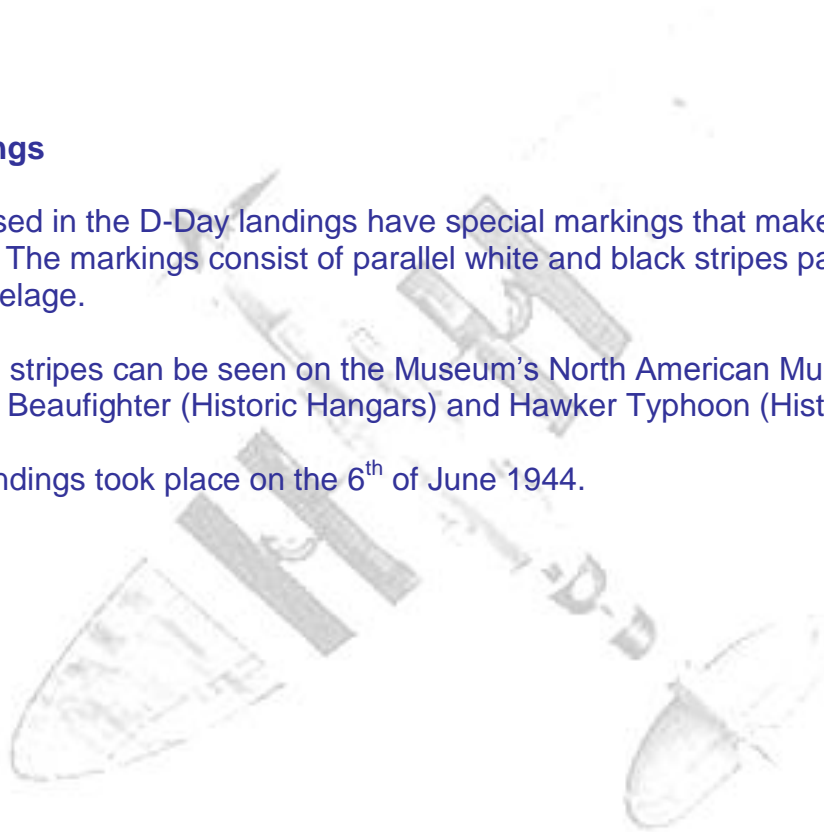 ngs
sed in the D-Day landings have special markings that make
The markings consist of parallel white and black stripes pa
elage.
stripes can be seen on the Museum's North American Mu
Beaufighter (Historic Hangars) and Hawker Typhoon (Hist
ndings took place on the 6th of June 1944.